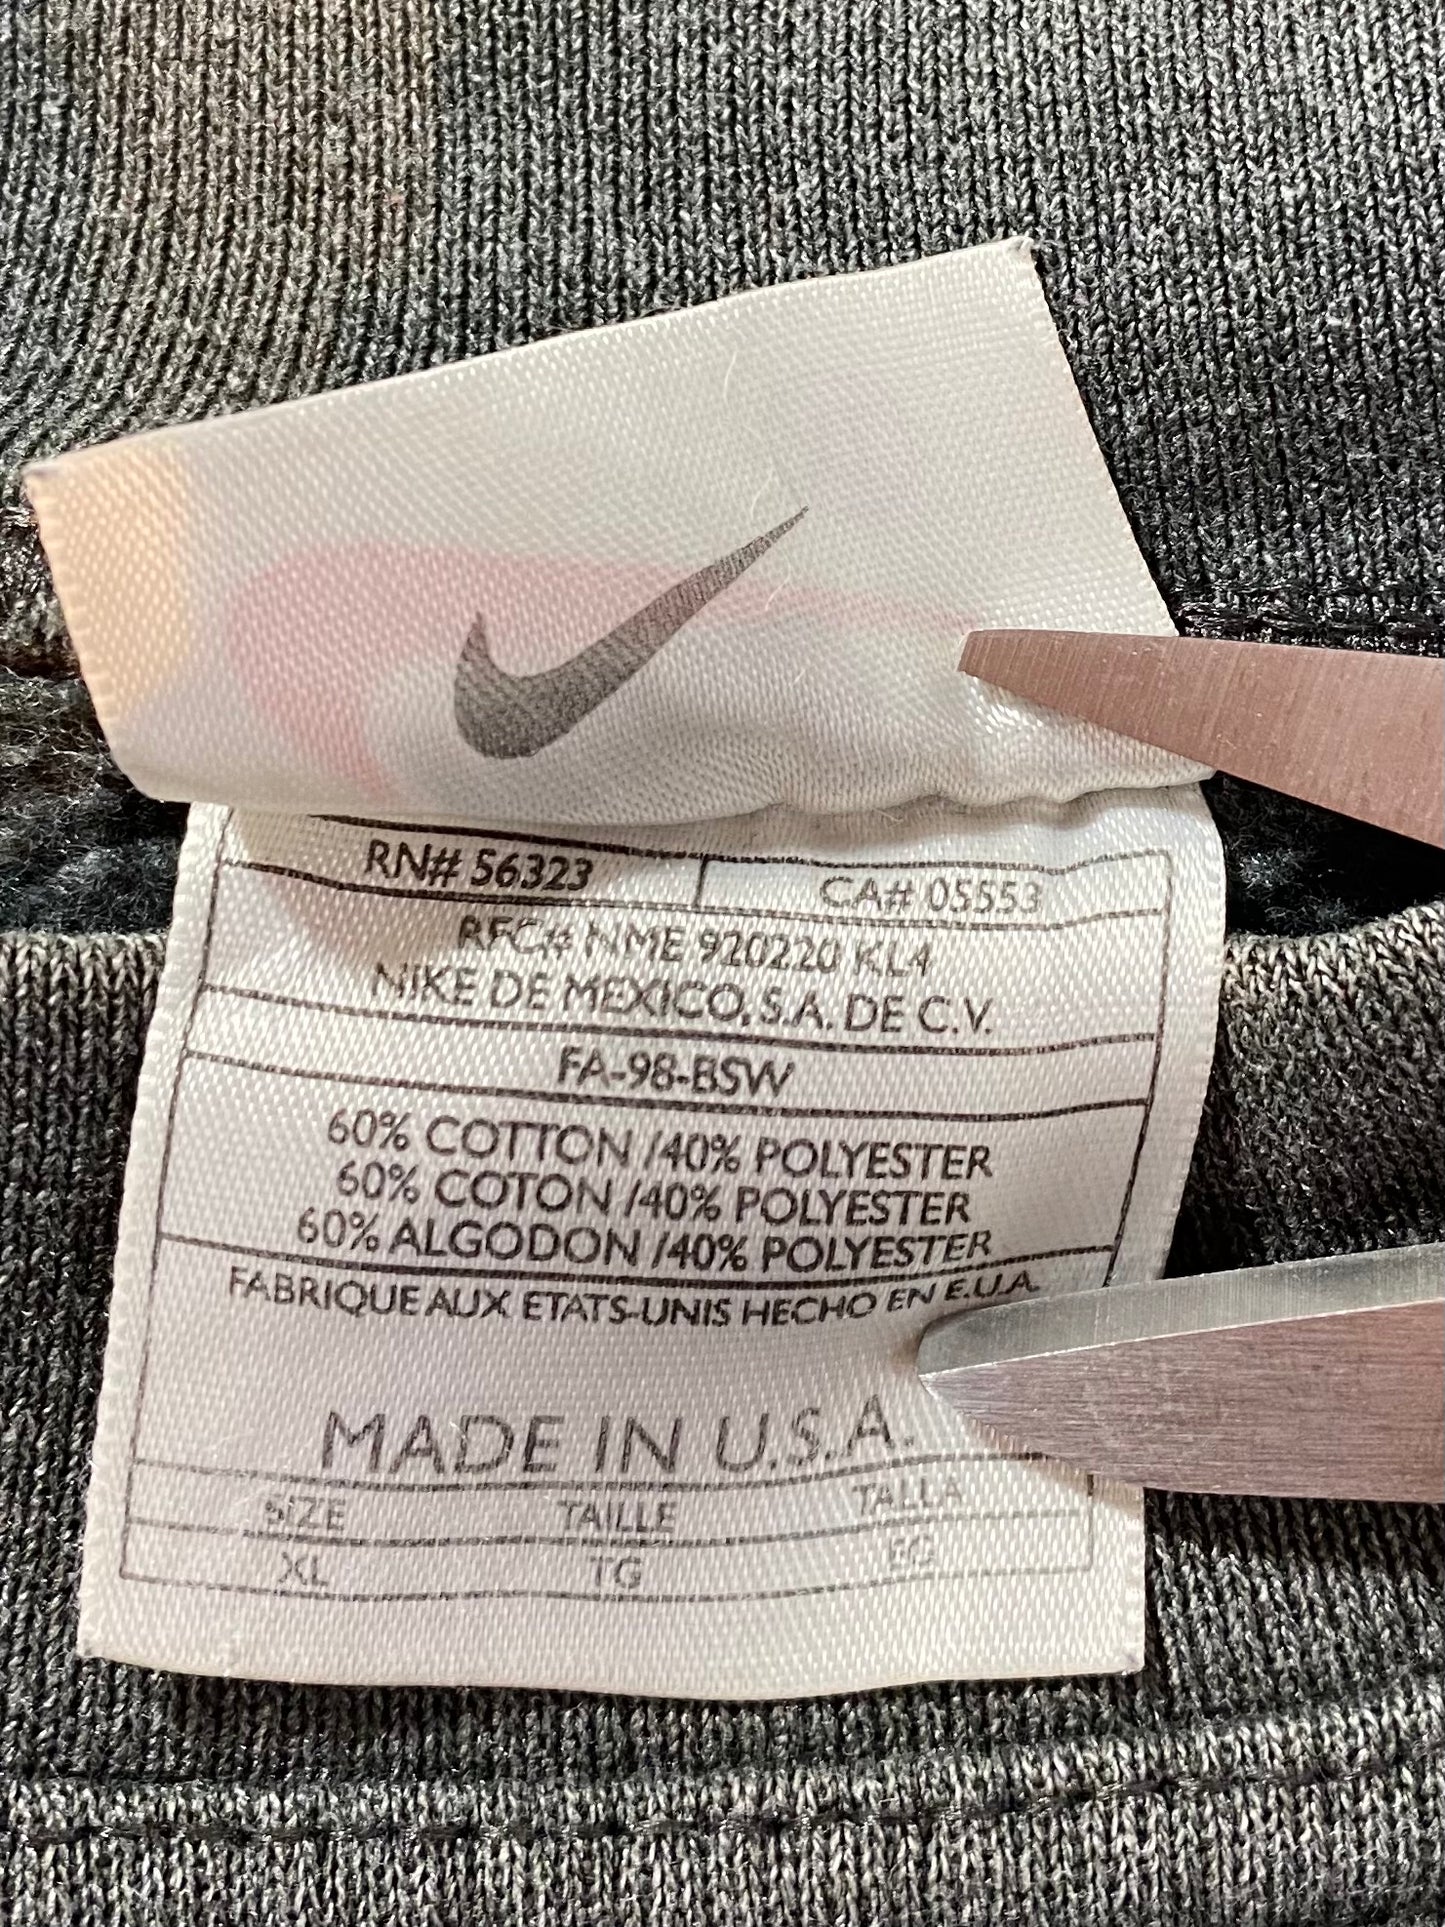 RN# 56323 CA# 05553
RFC# NME 920220 KL4
NIKE DE MEXICO, S.A. DE C.V.
FA-98-BSW
60% COTTON /40% POLYESTER
60% COTON /40% POLYESTER
60% ALGODON /40% POLYESTER
FABRIQUE AUX ETATS-UNIS HECHO EN E.U.A.
MADE IN U.S.A.
SIZE TAILLE TALLA
XL TG EG